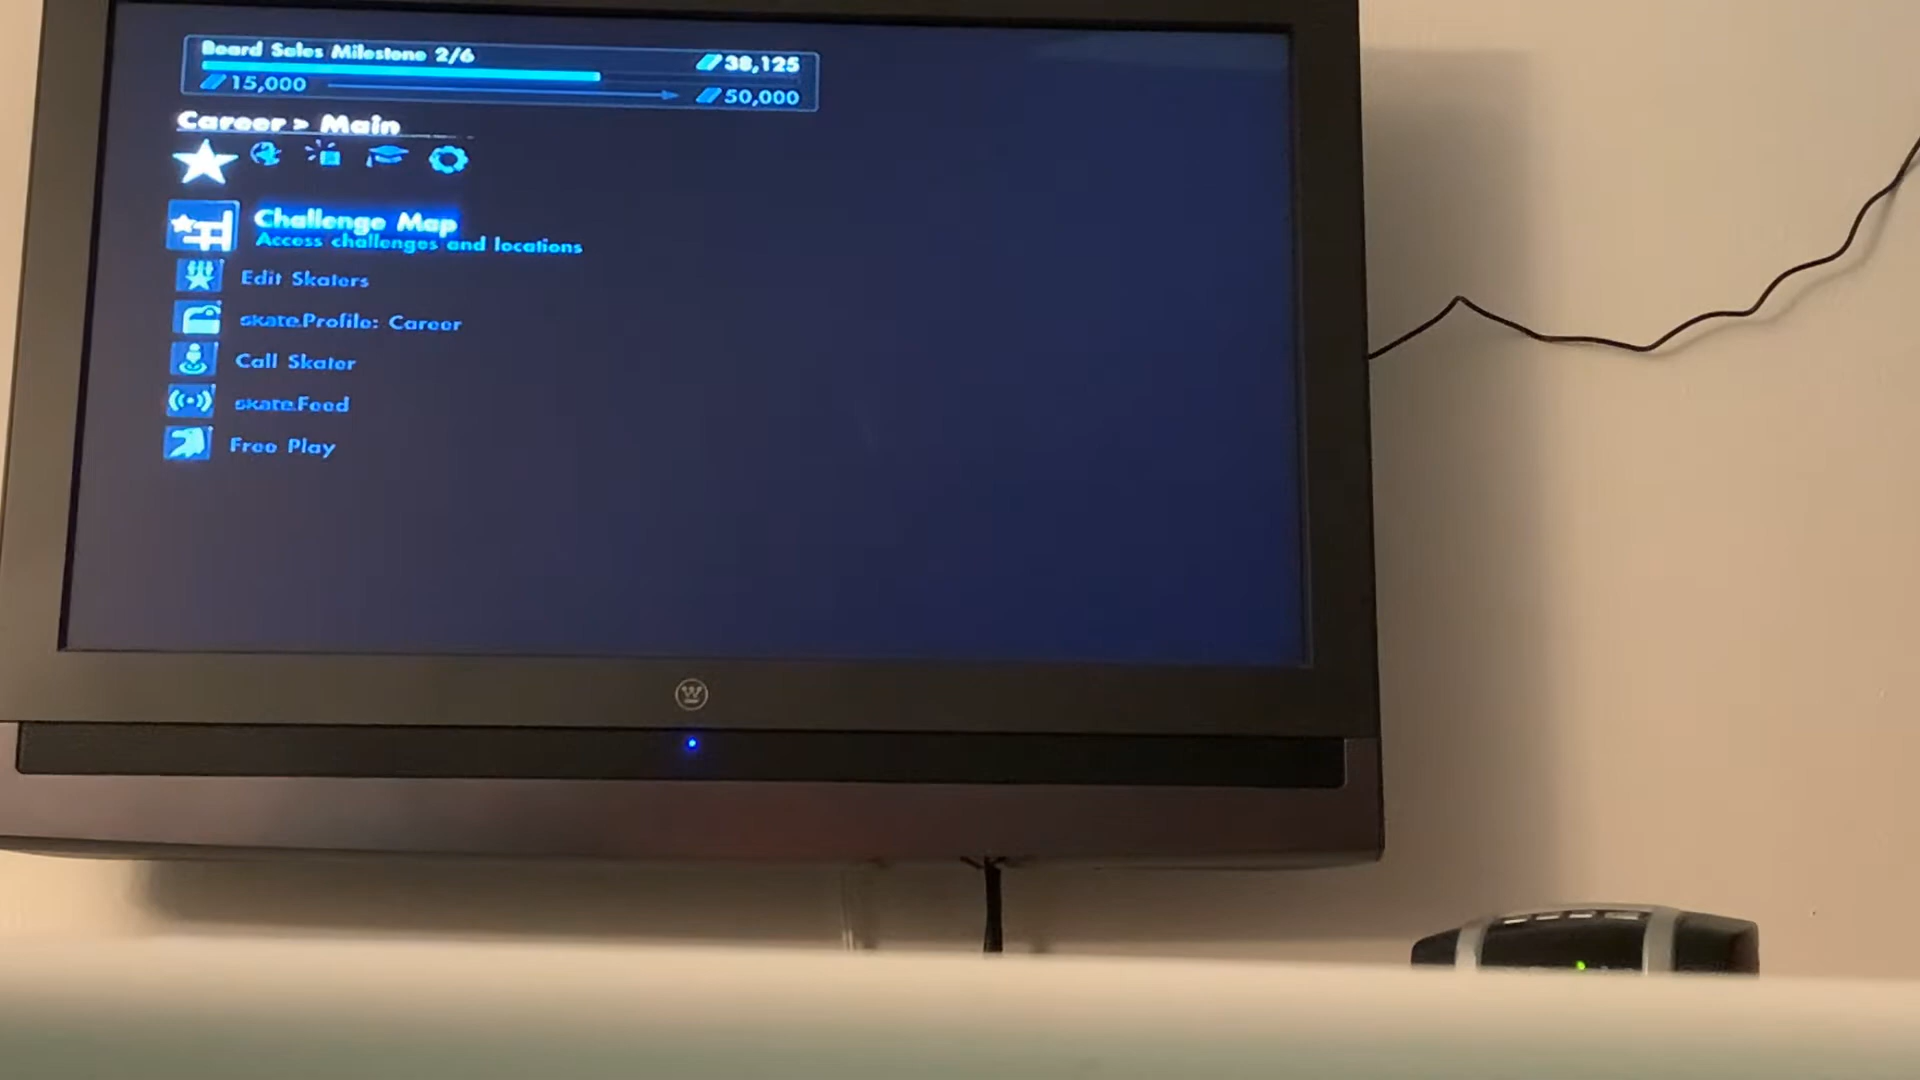 Board Sales Milestone 2/6
38,125
15,000
50,000
Career > Main
Challenge Map
Access challenges and locations
Edit Skaters
skate.Profile: Career
Call Skater
skate.Feed
Free Play
W